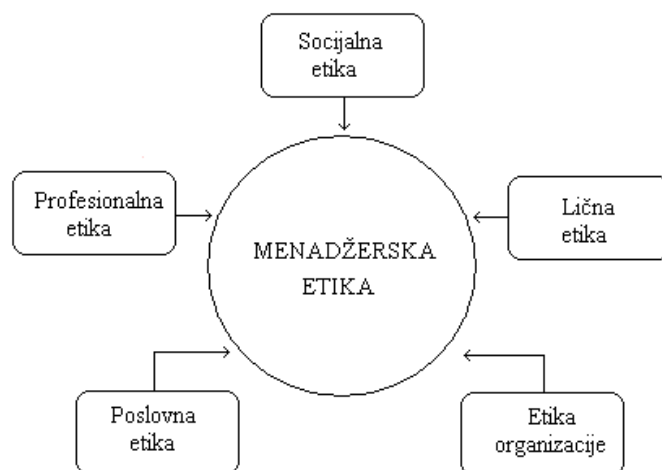 Socijalna
etika
Profesionalna
etika
Lična
etika
MENADŽERSKA
ETIKA
Poslovna
etika
Etika
organizacije